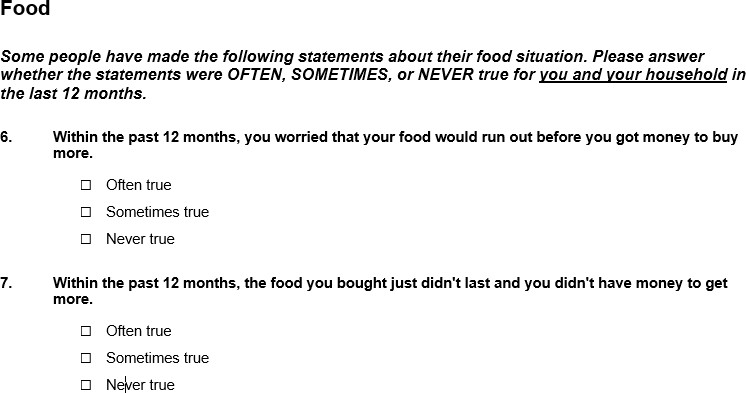 Food
Some people have made the following statements about their food situation. Please answer
whether the statements were OFTEN, SOMETIMES, or NEVER true for you and your household in
the last 12 months.
6. Within the past 12 months, you worried that your food would run out before you got money to buy
more.
☐ Often true
☐ Sometimes true
☐ Never true
7. Within the past 12 months, the food you bought just didn't last and you didn't have money to get
more.
☐ Often true
☐ Sometimes true
☐ Never true